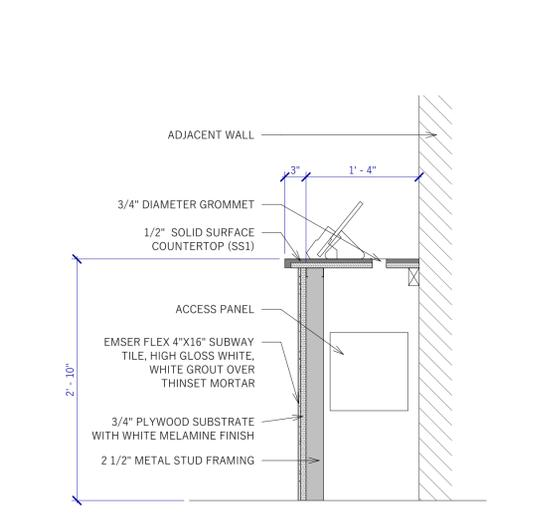 ADJACENT WALL
3"
1' - 4"
3/4" DIAMETER GROMMET
1/2" SOLID SURFACE
COUNTERTOP (SS1)
ACCESS PANEL
EMSER FLEX 4"X16" SUBWAY
TILE, HIGH GLOSS WHITE,
WHITE GROUT OVER
THINSET MORTAR
2' - 10"
3/4" PLYWOOD SUBSTRATE
WITH WHITE MELAMINE FINISH
2 1/2" METAL STUD FRAMING